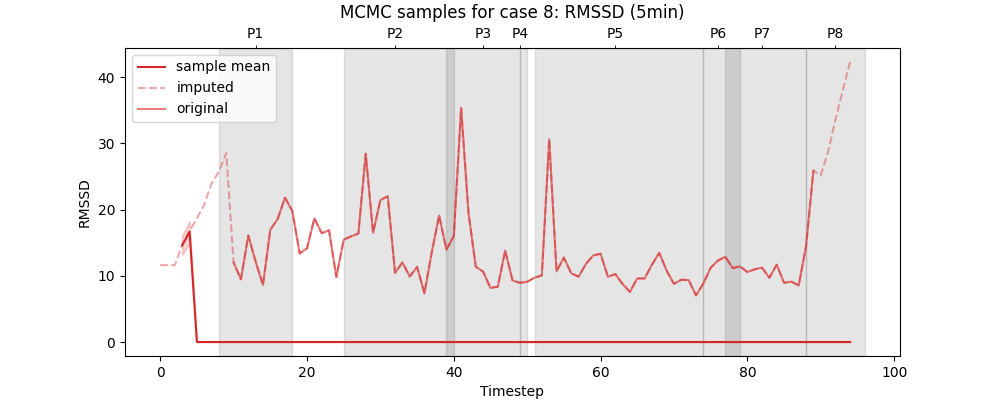 MCMC samples for case 8: RMSSD (5min)
P1 P2 P3 P4 P5 P6 P7 P8
sample mean
imputed
original
40
30
20
10
0
RMSSD
0 20 40 60 80 100
Timestep